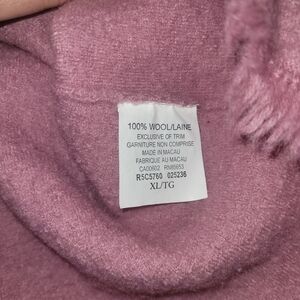 100% WOOL/LAINE
EXCLUSIVE OF TRIM
GARNITURE NON COMPRISE
MADE IN MACAU
FABRIQUE AU MACAU
CA00602 RN85653
R5C5760 025236
XL/TG